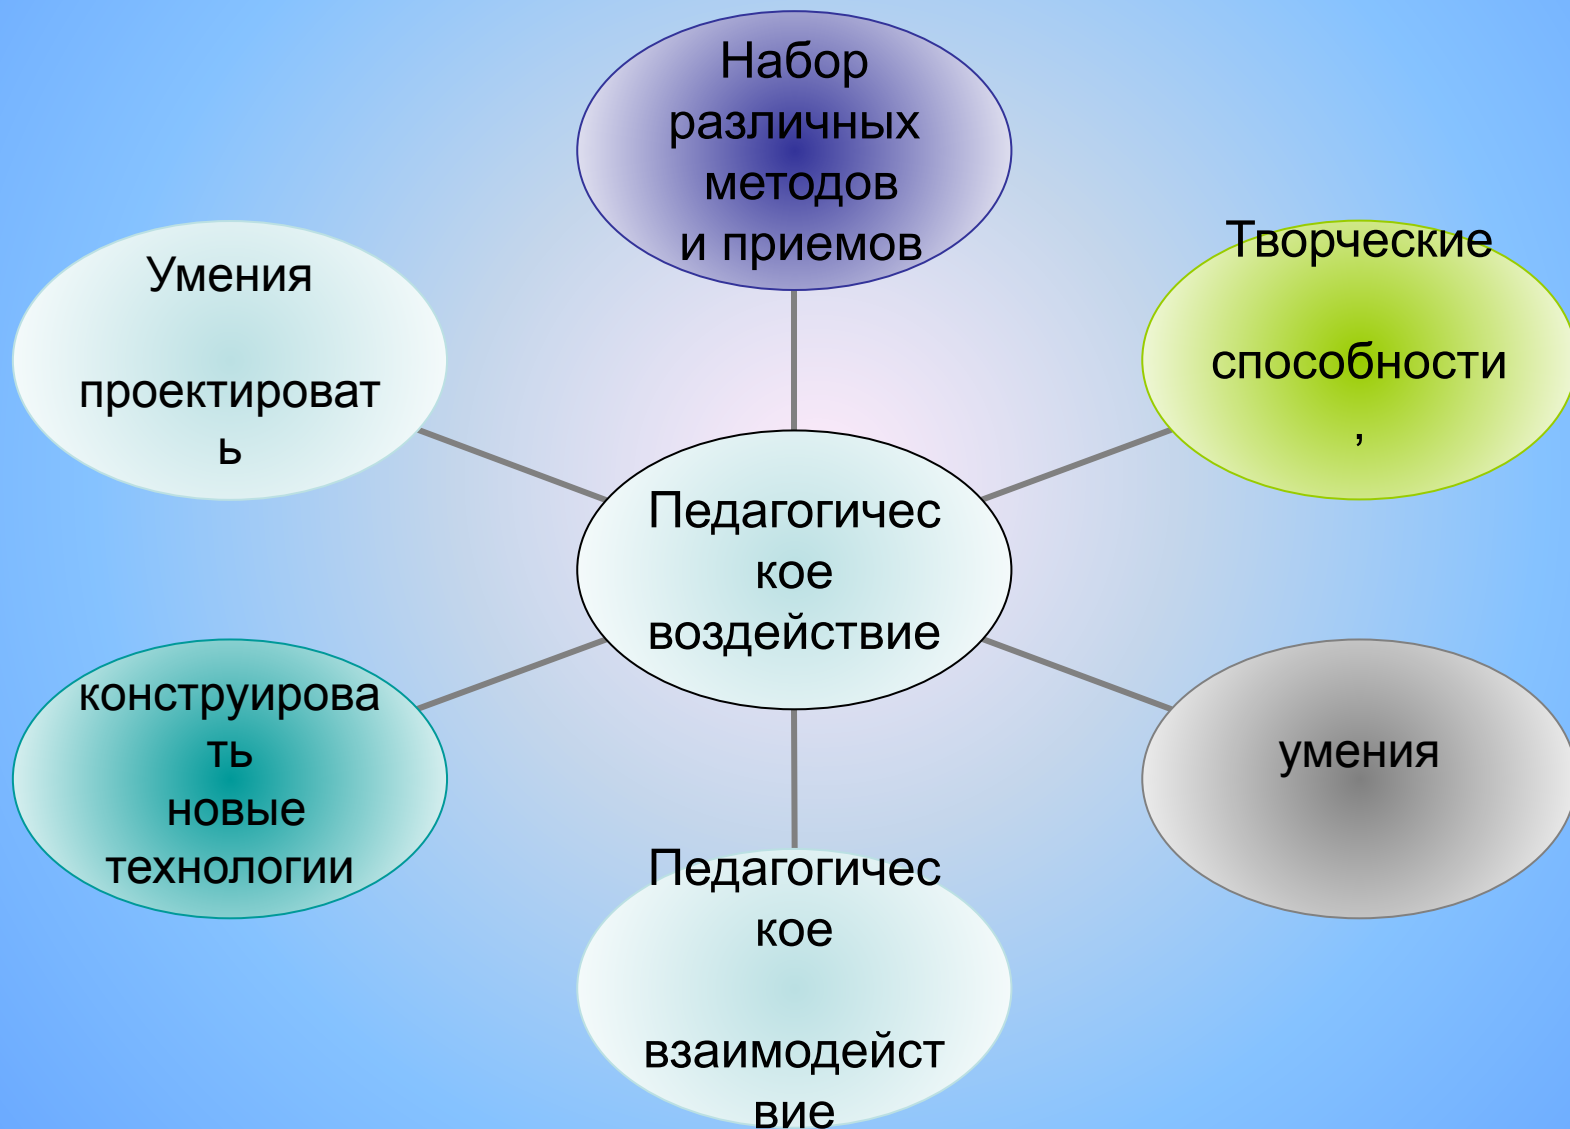 Набор
различных
методов
и приемов
Творческие
способности
,
умения
Педагогичес
кое
взаимодейст
вие
конструирова
ть
новые
технологии
Умения
проектироват
ь
Педагогичес
кое
воздействие